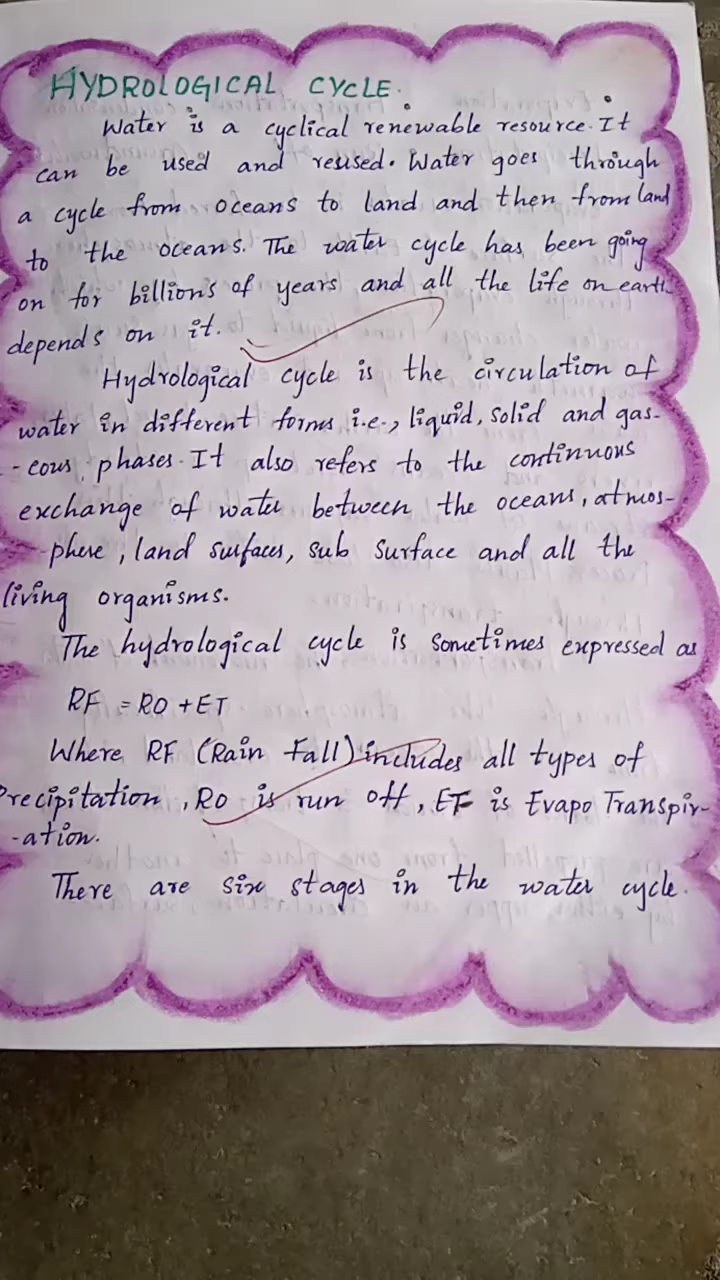 HYDROLOGICAL CYCLE.
Water is a cyclical renewable resource. It
can be used and reused. Water goes through
a cycle from oceans to land and then from land
to the oceans. The water cycle has been going
on for billions of years and all the life on earth
depends on it.
Hydrological cycle is the circulation of
water in different forms i.e., liquid, solid and gas-
-eous phases. It also refers to the continuous
exchange of water between the oceans, atmos-
-phere, land surfaces, sub surface and all the
living organisms.
The hydrological cycle is sometimes expressed as
RF = RO + ET
Where RF (Rain Fall) includes all types of
Precipitation, RO is run off, ET is Evapo Transpir-
-ation.
There are six stages in the water cycle.